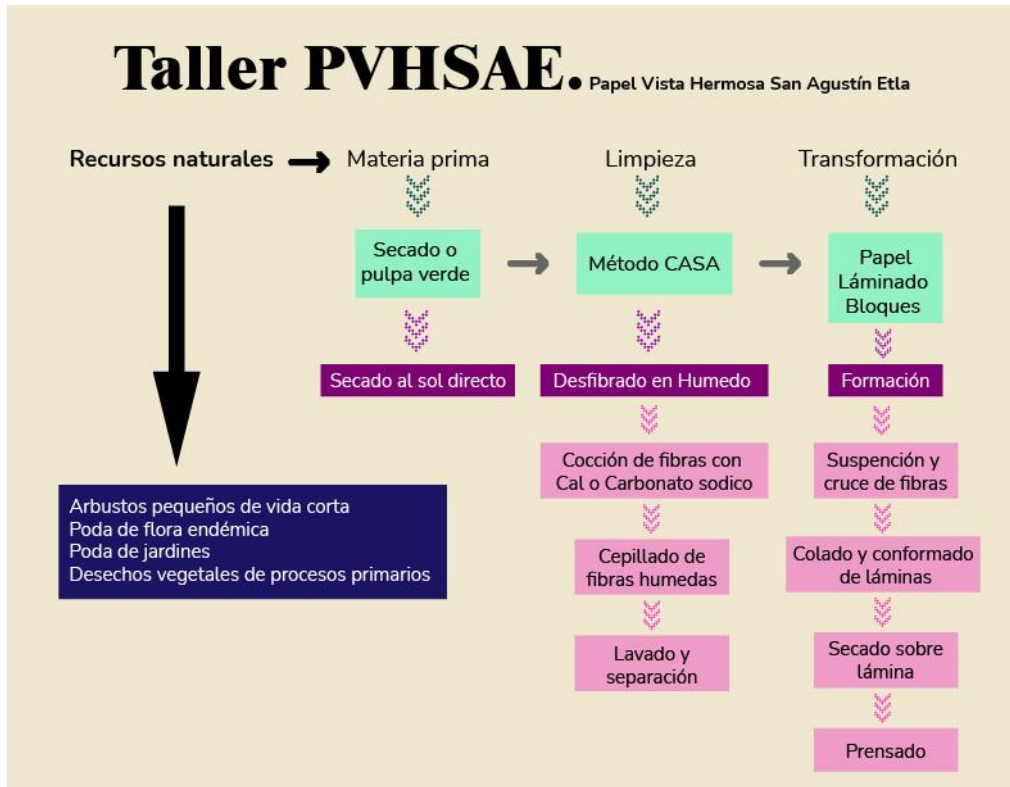 Taller PVHSAE. Papel Vista Hermosa San Agustín Etla
Recursos naturales → Materia prima
Limpieza
Transformación
Secado o
pulpa verde
Método CASA
Papel
Láminado
Bloques
Secado al sol directo
Desfibrado en Humedo
Formación
Arbustos pequeños de vida corta
Poda de flora endémica
Poda de jardines
Desechos vegetales de procesos primarios
Cocción de fibras con
Cal o Carbonato sodico
Cepillado de
fibras humedas
Lavado y
separación
Suspención y
cruce de fibras
Colado y conformado
de láminas
Secado sobre
lámina
Prensado